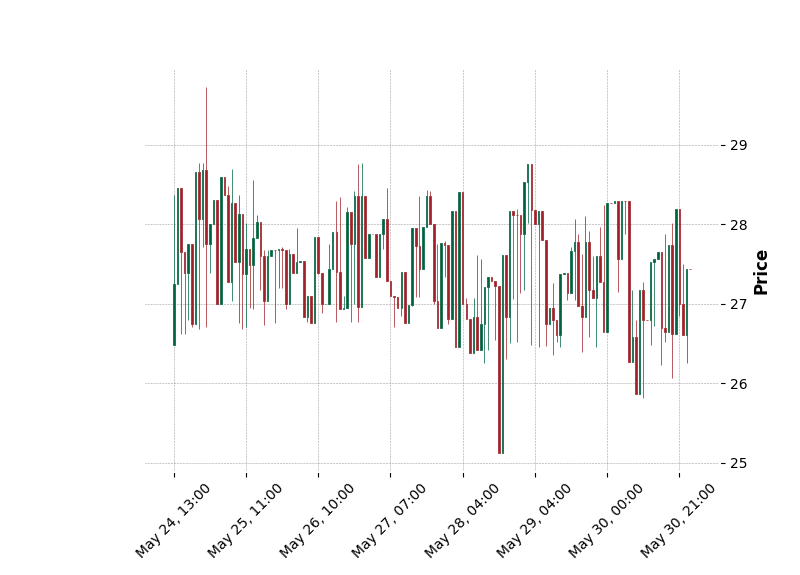 29
28
27
26
25
Price
May 24, 13:00
May 25, 11:00
May 26, 10:00
May 27, 07:00
May 28, 04:00
May 29, 04:00
May 30, 00:00
May 30, 21:00